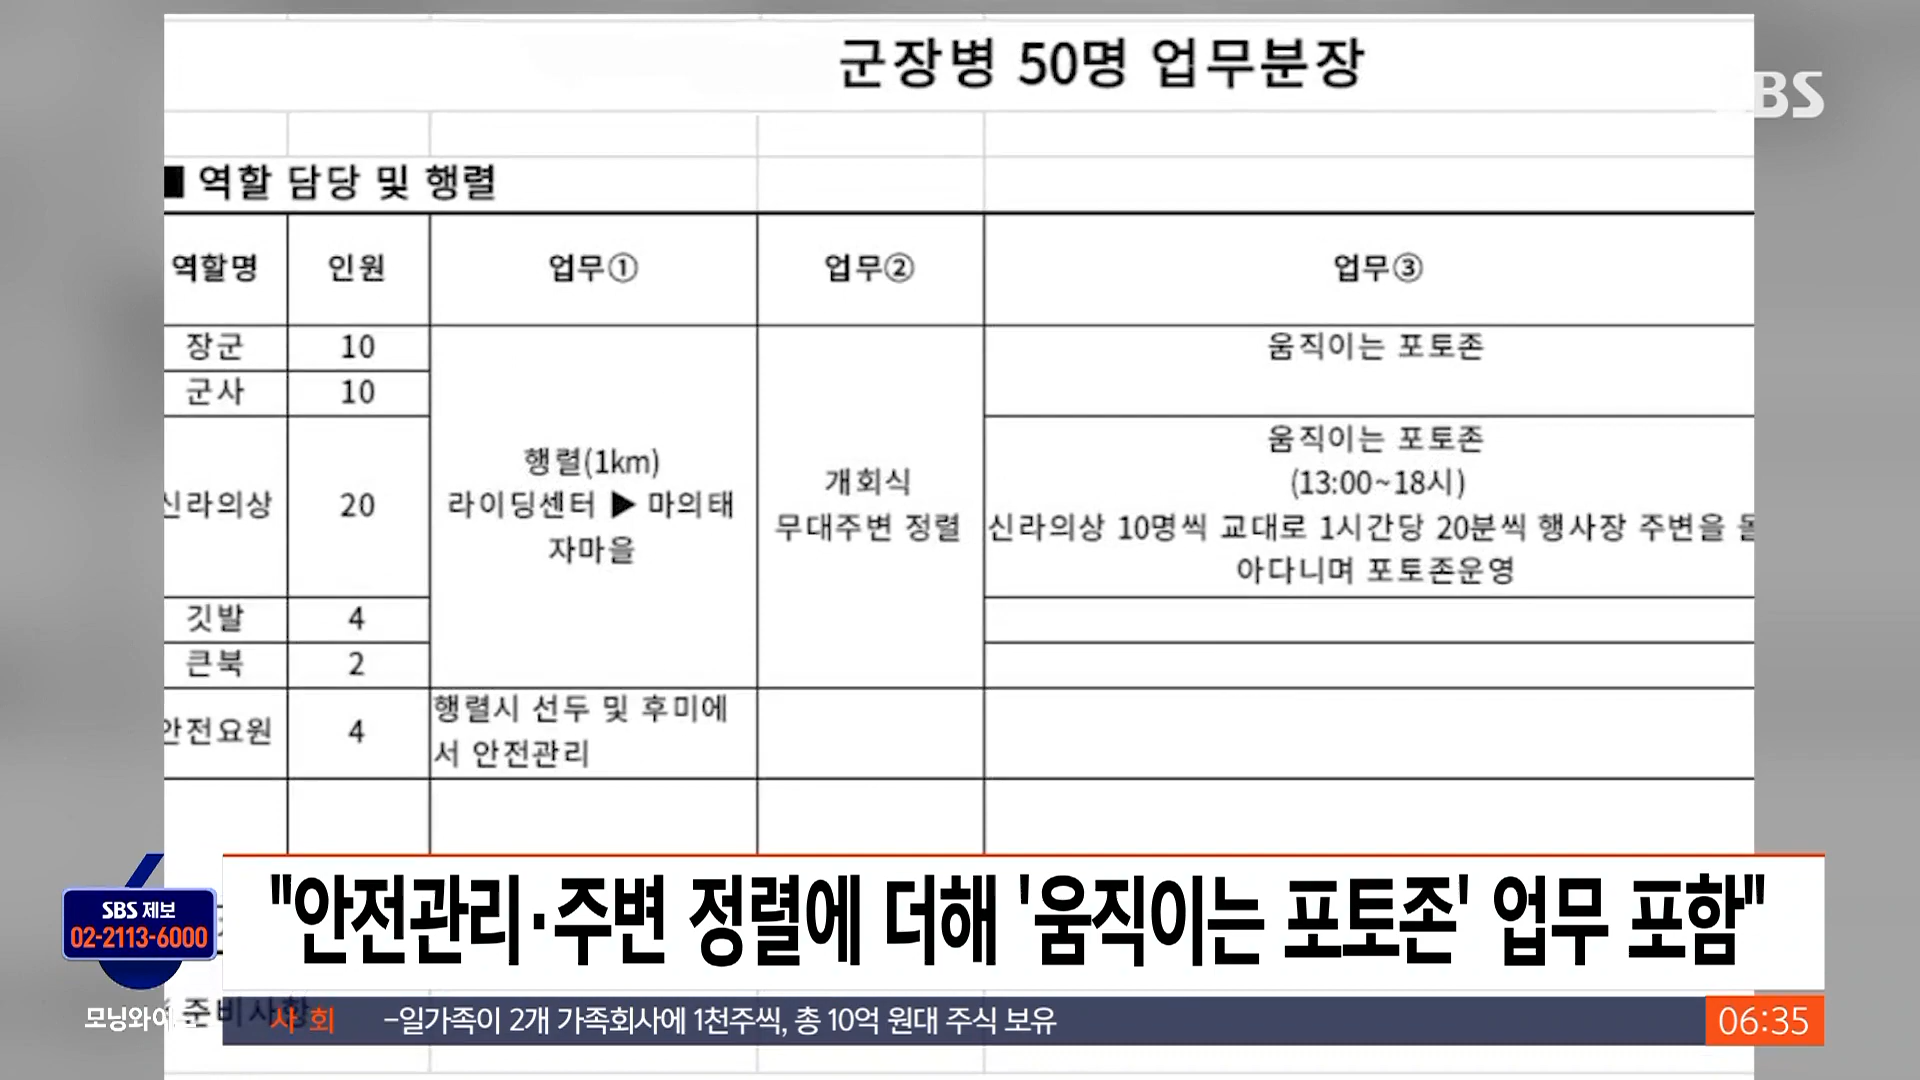 군장병 50명 업무분장
SBS
■ 역할 담당 및 행렬
역할명 인원 업무① 업무② 업무③
장군 10 움직이는 포토존
군사 10
신라의상 20
행렬(1km)
라이딩센터 ▶ 마의태
자마을
개회식
무대주변 정렬
움직이는 포토존
(13:00~18시)
신라의상 10명씩 교대로 1시간당 20분씩 행사장 주변을 돌
아다니며 포토존운영
깃발 4
큰북 2
안전요원 4
행렬시 선두 및 후미에
서 안전관리
SBS 제보
02-2113-6000
"안전관리·주변 정렬에 더해 '움직이는 포토존' 업무 포함"
준비사항
사 회 -일가족이 2개 가족회사에 1천주씩, 총 10억 원대 주식 보유
06:35